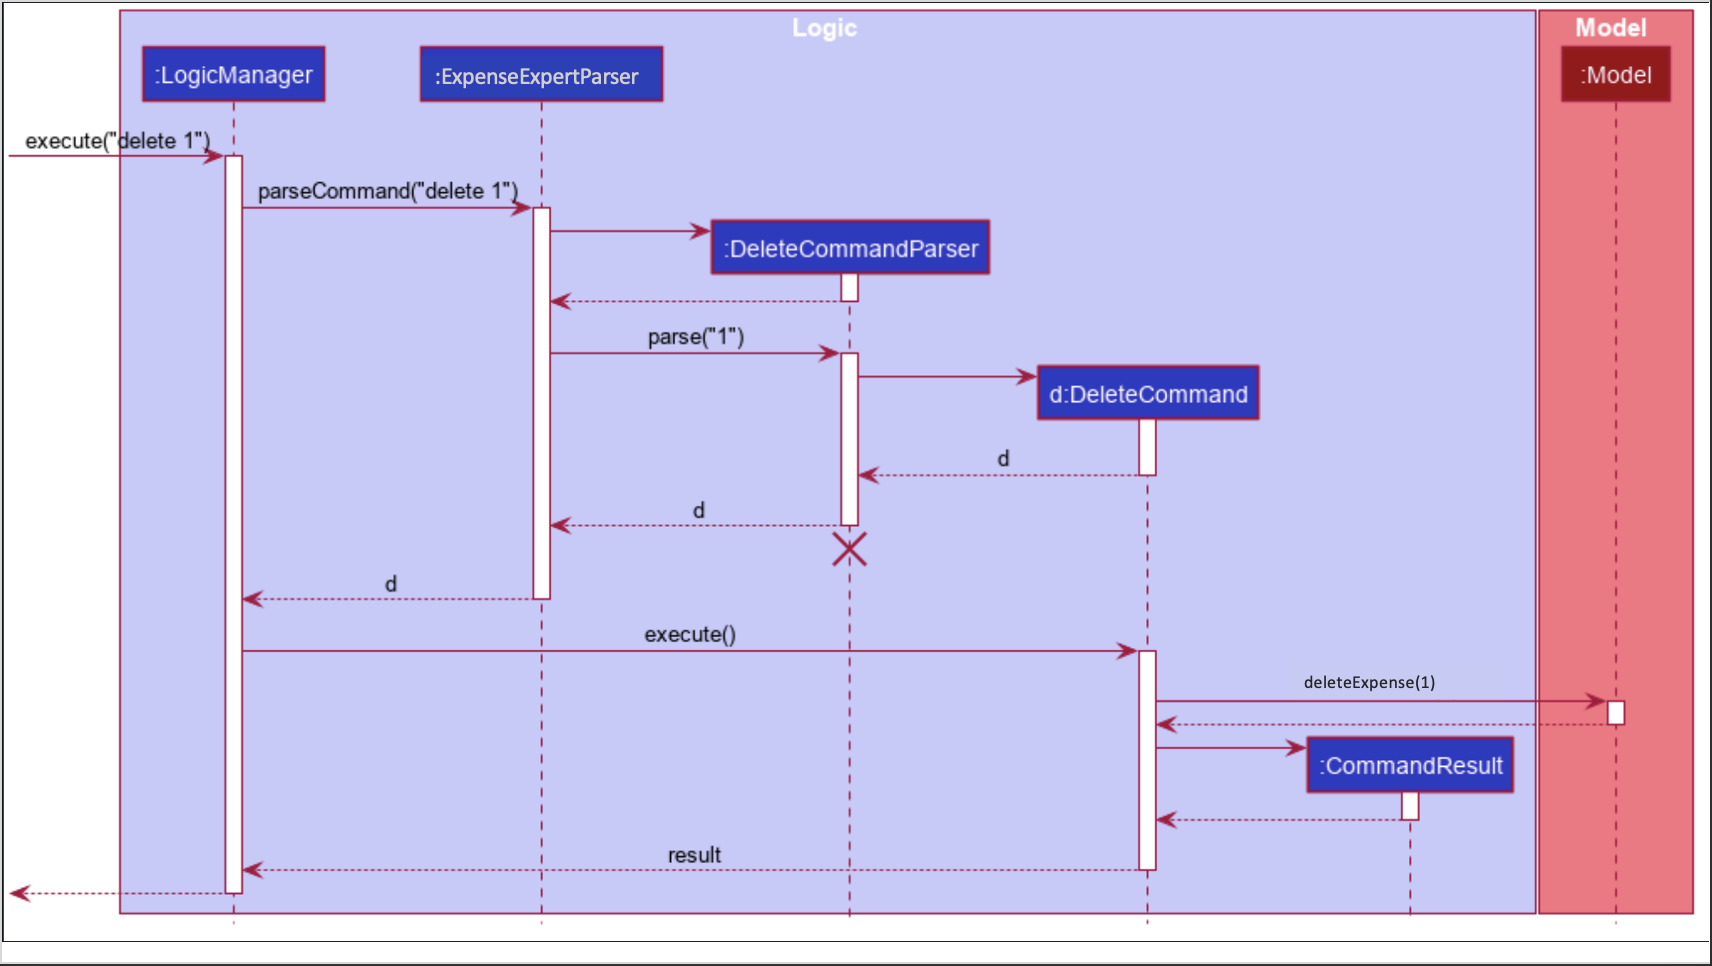 Logic
Model
:LogicManager
:ExpenseExpertParser
:Model
execute("delete 1")
parseCommand("delete 1")
:DeleteCommandParser
parse("1")
d:DeleteCommand
d
d
d
execute()
deleteExpense(1)
:CommandResult
result